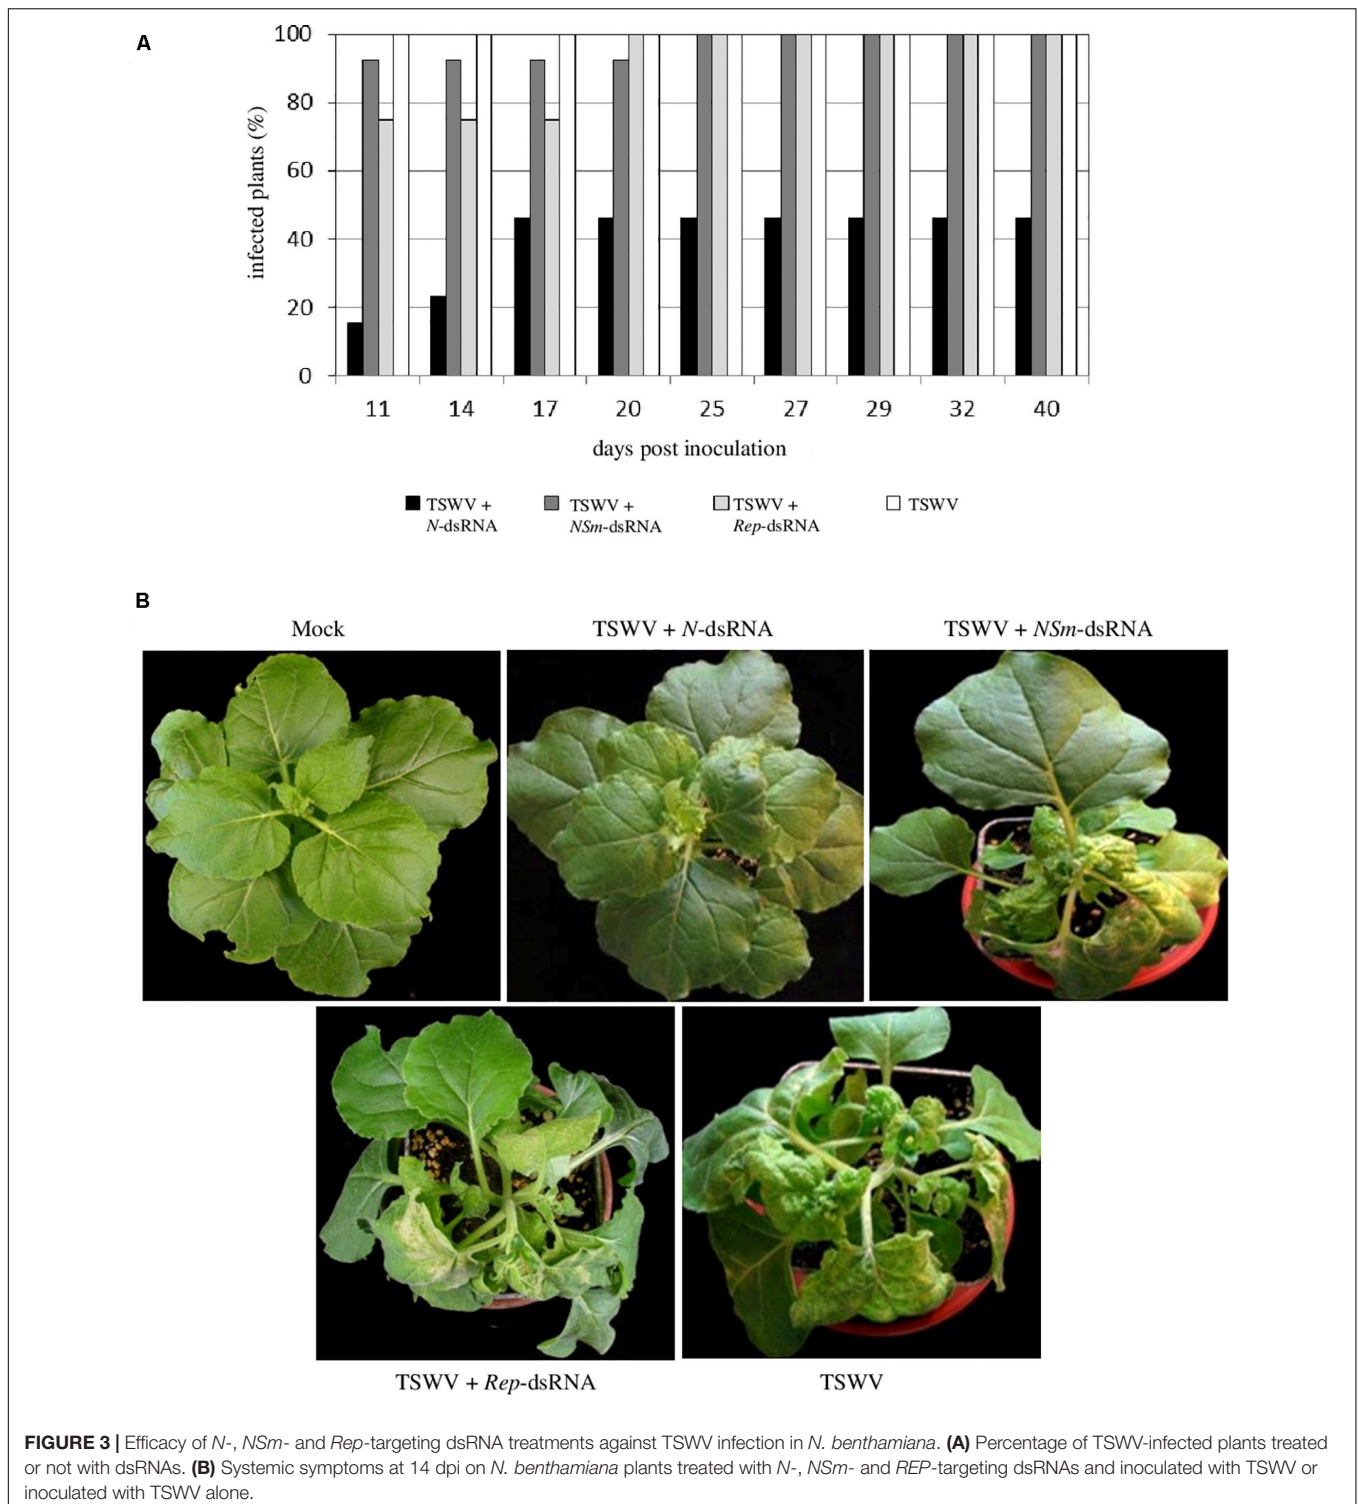 A
100
80
60
40
20
0
infected plants (%)
11 14 17 20 25 27 29 32 40
days post inoculation
TSWV +
N-dsRNA
TSWV +
NSm-dsRNA
TSWV +
Rep-dsRNA
TSWV
B
Mock
TSWV + N-dsRNA
TSWV + NSm-dsRNA
TSWV + Rep-dsRNA
TSWV
FIGURE 3 | Efficacy of N-, NSm- and Rep-targeting dsRNA treatments against TSWV infection in N. benthamiana. (A) Percentage of TSWV-infected plants treated
or not with dsRNAs. (B) Systemic symptoms at 14 dpi on N. benthamiana plants treated with N-, NSm- and REP-targeting dsRNAs and inoculated with TSWV or
inoculated with TSWV alone.